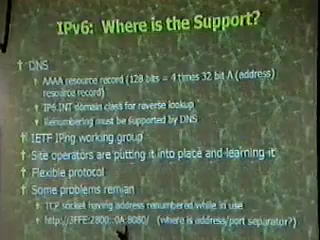 IPv6: Where is the Support?
DNS
AAAA resource record (128 bits = 4 times 32 bit A (address)
resource record)
IP6.INT domain class for reverse lookup
Renumbering must be supported by DNS
IETF IPng working group
Site operators are putting it into place and learning it
Flexible protocol
Some problems remian
TCP socket having address renumbered while in use
http://3FFE:2800::0A:8080/ (where is address/port separator?)